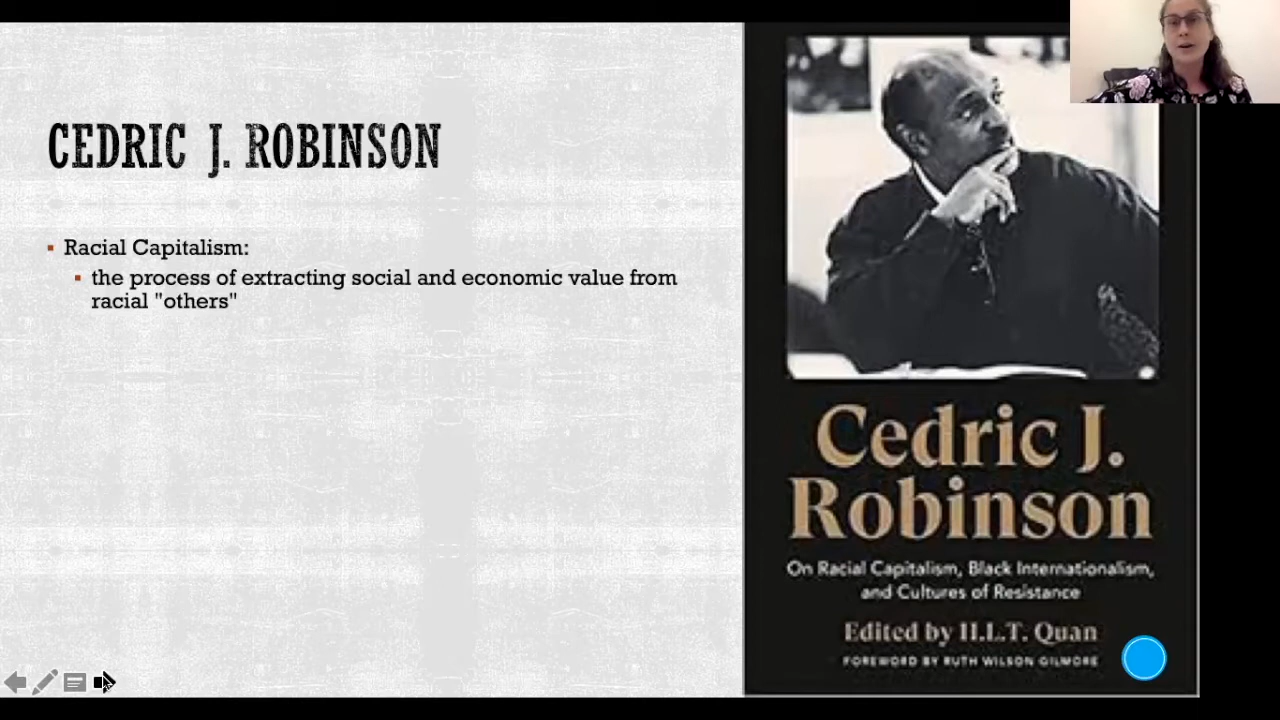 CEDRIC J. ROBINSON
Racial Capitalism:
the process of extracting social and economic value from
racial "others"
Cedric J.
Robinson
On Racial Capitalism, Black Internationalism,
and Cultures of Resistance
Edited by H.L.T. Quan
FOREWORD BY RUTH WILSON GILMORE